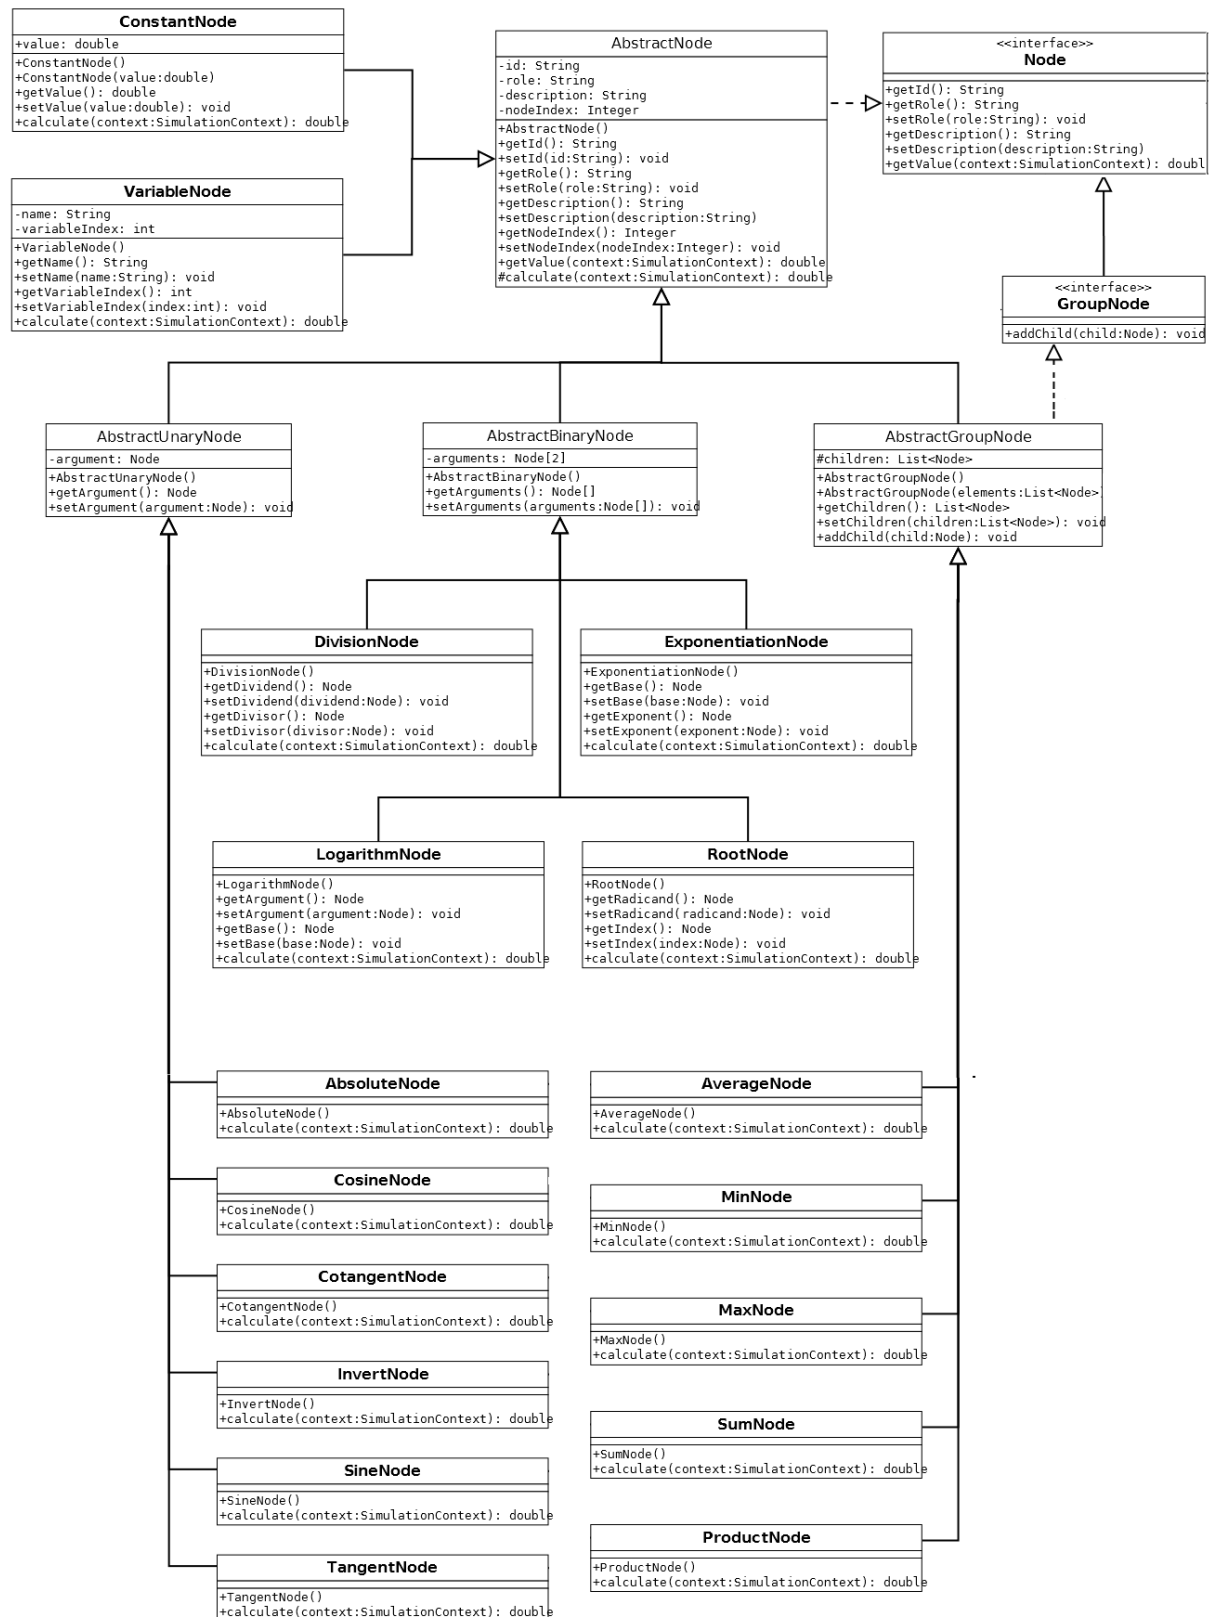 ConstantNode
+value: double
+ConstantNode()
+ConstantNode(value:double)
+getValue(): double
+setValue(value:double): void
+calculate(context:SimulationContext): double
AbstractNode
-id: String
-role: String
-description: String
-nodeIndex: Integer
+AbstractNode()
+getId(): String
+setId(id:String): void
+getRole(): String
+setRole(role:String): void
+getDescription(): String
+setDescription(description:String)
+getNodeIndex(): Integer
+setNodeIndex(nodeIndex:Integer): void
+getValue(context:SimulationContext): double
#calculate(context:SimulationContext): double
<<interface>>
Node
+getId(): String
+getRole(): String
+setRole(role:String): void
+getDescription(): String
+setDescription(description:String)
+getValue(context:SimulationContext): doubl
VariableNode
-name: String
-variableIndex: int
+VariableNode()
+getName(): String
+setName(name:String): void
+getVariableIndex(): int
+setVariableIndex(index:int): void
+calculate(context:SimulationContext): double
<<interface>>
GroupNode
+addChild(child:Node): void
AbstractUnaryNode
-argument: Node
+AbstractUnaryNode()
+getArgument(): Node
+setArgument(argument:Node): void
AbstractBinaryNode
-arguments: Node[2]
+AbstractBinaryNode()
+getArguments(): Node[]
+setArguments(arguments:Node[]): void
AbstractGroupNode
#children: List<Node>
+AbstractGroupNode()
+AbstractGroupNode(elements:List<Node>)
+getChildren(): List<Node>
+setChildren(children:List<Node>): void
+addChild(child:Node): void
DivisionNode
+DivisionNode()
+getDividend(): Node
+setDividend(dividend:Node): void
+getDivisor(): Node
+setDivisor(divisor:Node): void
+calculate(context:SimulationContext): double
ExponentiationNode
+ExponentiationNode()
+getBase(): Node
+setBase(base:Node): void
+getExponent(): Node
+setExponent(exponent:Node): void
+calculate(context:SimulationContext): double
LogarithmNode
+LogarithmNode()
+getArgument(): Node
+setArgument(argument:Node): void
+getBase(): Node
+setBase(base:Node): void
+calculate(context:SimulationContext): double
RootNode
+RootNode()
+getRadicand(): Node
+setRadicand(radicand:Node): void
+getIndex(): Node
+setIndex(index:Node): void
+calculate(context:SimulationContext): double
AbsoluteNode
+AbsoluteNode()
+calculate(context:SimulationContext): double
CosineNode
+CosineNode()
+calculate(context:SimulationContext): double
CotangentNode
+CotangentNode()
+calculate(context:SimulationContext): double
InvertNode
+InvertNode()
+calculate(context:SimulationContext): double
SineNode
+SineNode()
+calculate(context:SimulationContext): double
TangentNode
+TangentNode()
+calculate(context:SimulationContext): double
AverageNode
+AverageNode()
+calculate(context:SimulationContext): double
MinNode
+MinNode()
+calculate(context:SimulationContext): double
MaxNode
+MaxNode()
+calculate(context:SimulationContext): double
SumNode
+SumNode()
+calculate(context:SimulationContext): double
ProductNode
+ProductNode()
+calculate(context:SimulationContext): double